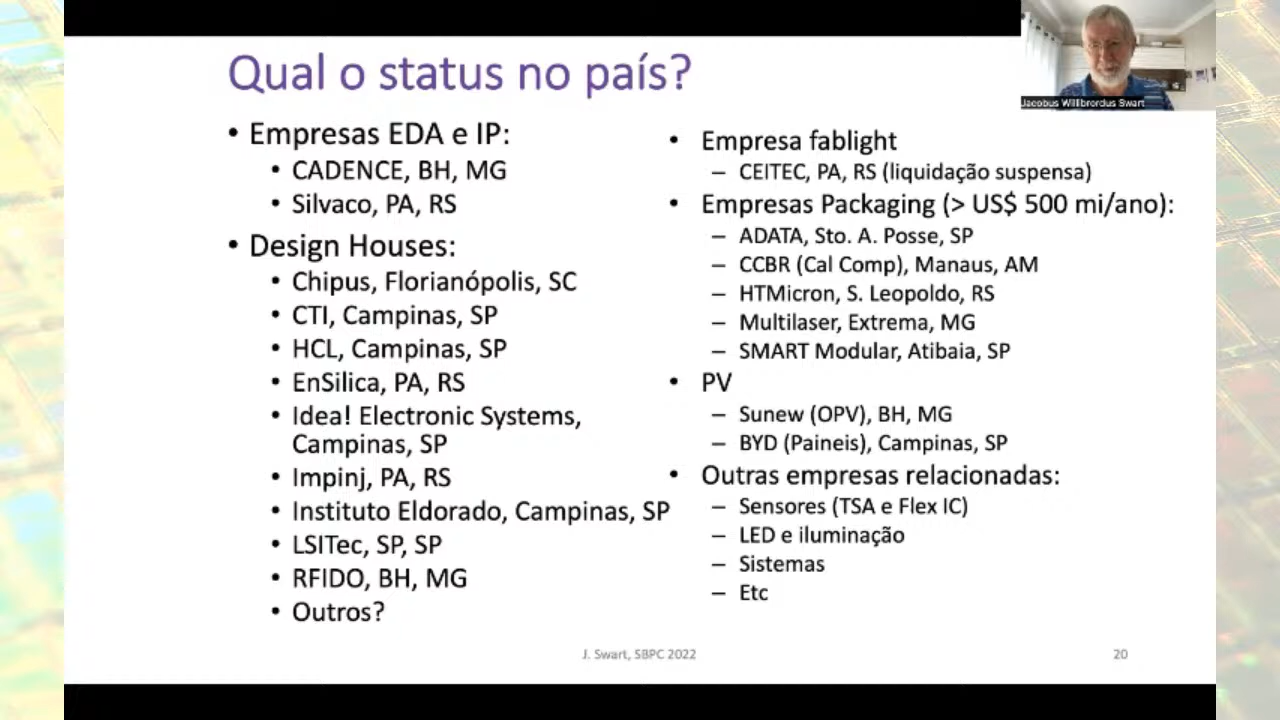 Qual o status no país?
• Empresas EDA e IP:
• CADENCE, BH, MG
• Silvaco, PA, RS
• Design Houses:
• Chipus, Florianópolis, SC
• CTI, Campinas, SP
• HCL, Campinas, SP
• EnSilica, PA, RS
• Idea! Electronic Systems,
Campinas, SP
• Impinj, PA, RS
• Instituto Eldorado, Campinas, SP
• LSITec, SP, SP
• RFIDO, BH, MG
• Outros?
• Empresa fablight
– CEITEC, PA, RS (liquidação suspensa)
• Empresas Packaging (> US$ 500 mi/ano):
– ADATA, Sto. A. Posse, SP
– CCBR (Cal Comp), Manaus, AM
– HTMicron, S. Leopoldo, RS
– Multilaser, Extrema, MG
– SMART Modular, Atibaia, SP
• PV
– Sunew (OPV), BH, MG
– BYD (Paineis), Campinas, SP
• Outras empresas relacionadas:
– Sensores (TSA e Flex IC)
– LED e iluminação
– Sistemas
– Etc
J. Swart, SBPC 2022
20
Jacobus Willibrordus Swart